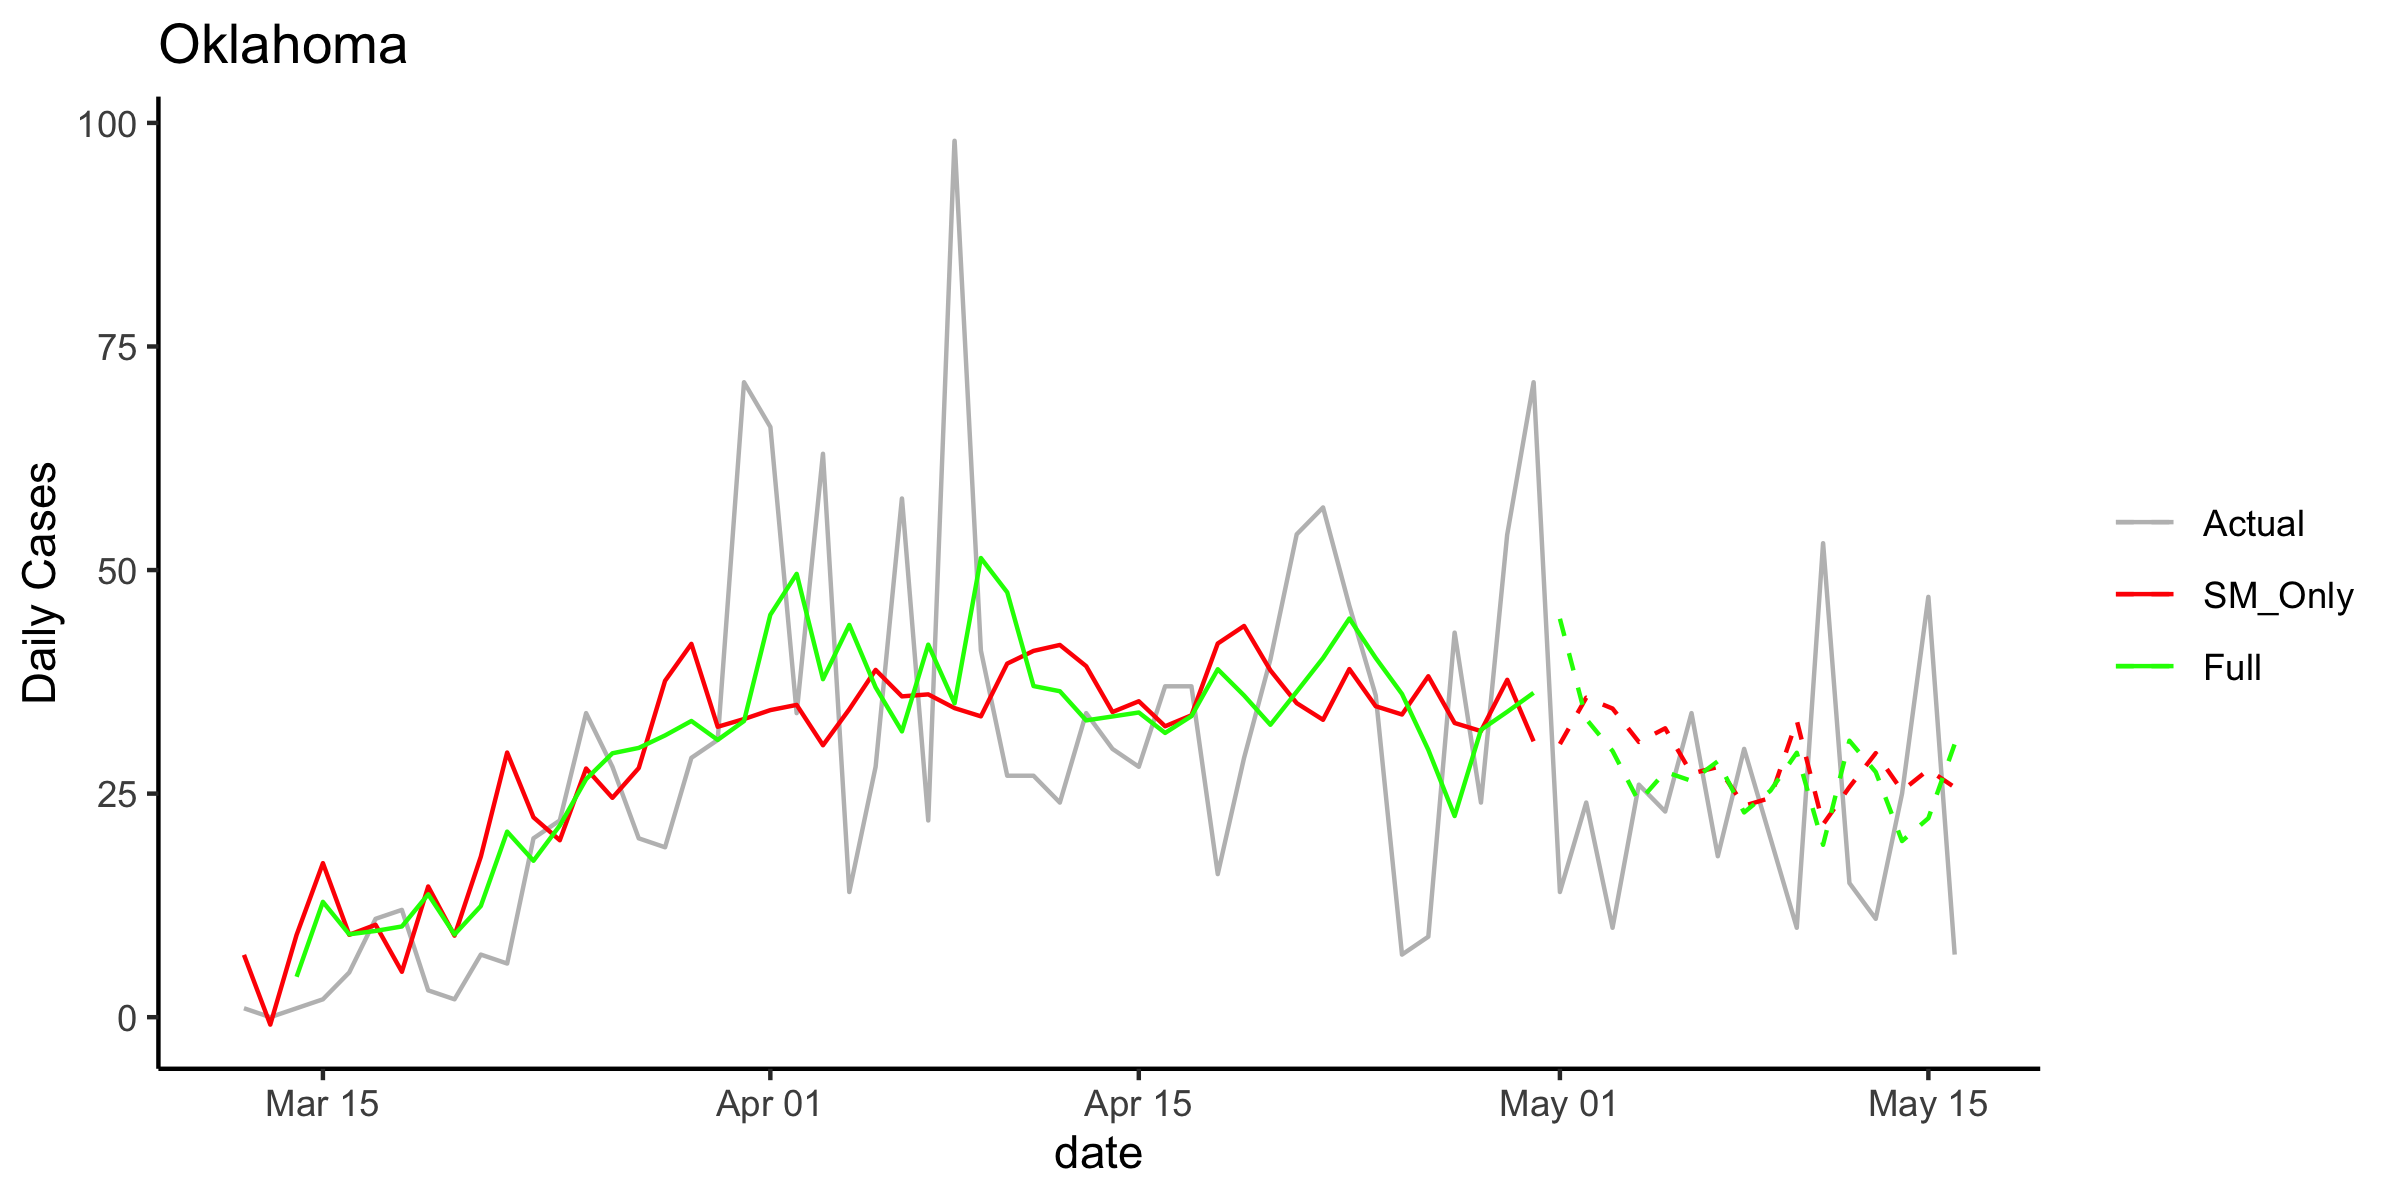 Oklahoma
100
75
50
25
0
Daily Cases
Mar 15
Apr 01
Apr 15
May 01
May 15
date
Actual
SM_Only
Full